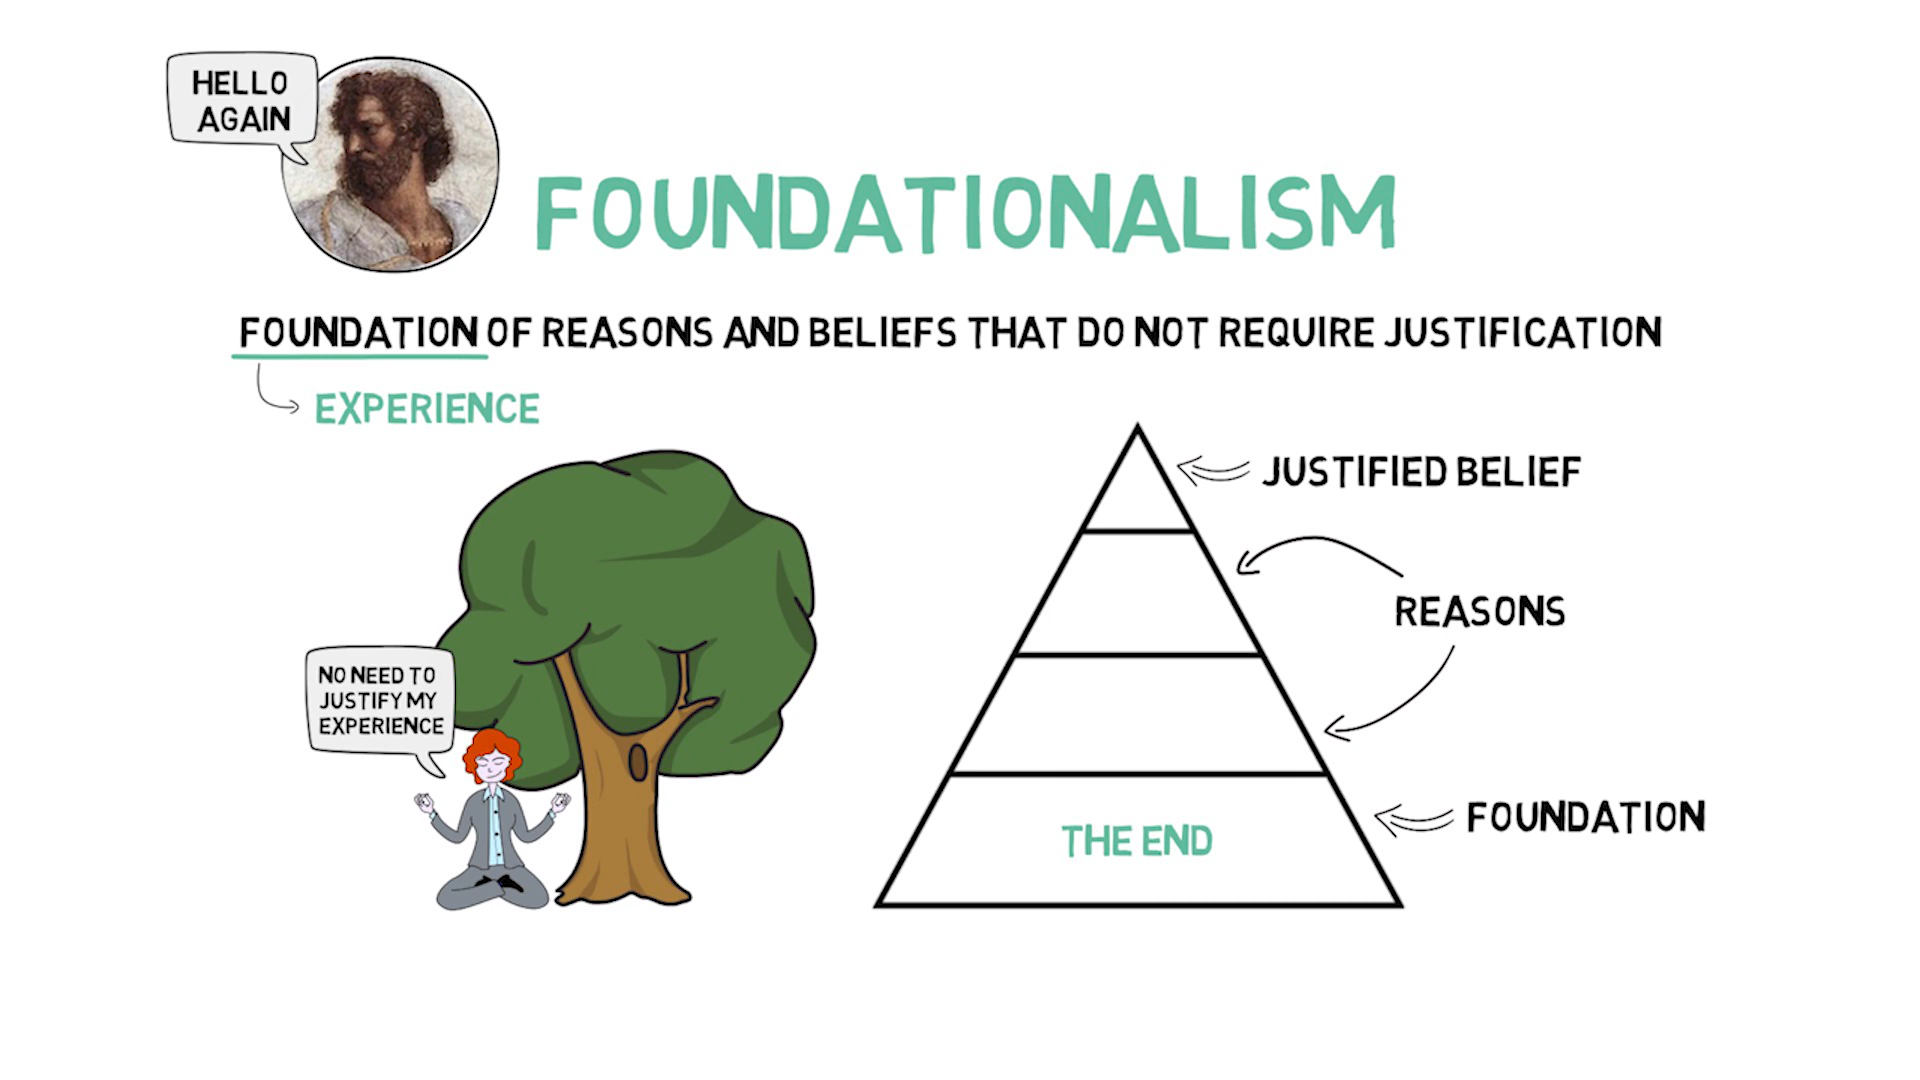 HELLO
AGAIN
FOUNDATIONALISM
FOUNDATION OF REASONS AND BELIEFS THAT DO NOT REQUIRE JUSTIFICATION
EXPERIENCE
JUSTIFIED BELIEF
REASONS
NO NEED TO
JUSTIFY MY
EXPERIENCE
THE END
FOUNDATION